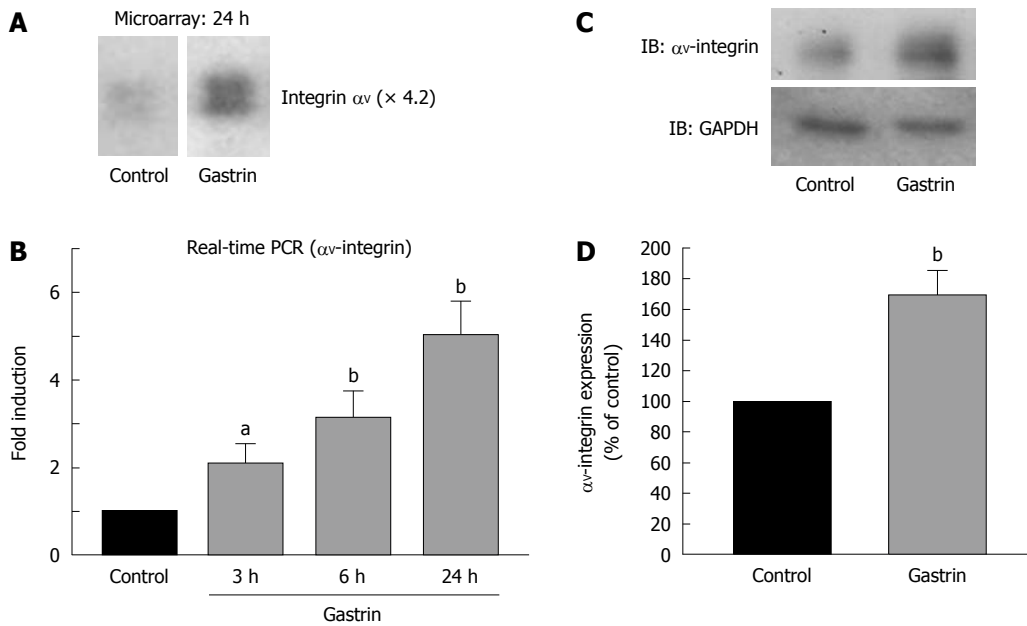 A
Microarray: 24 h
Integrin αv (× 4.2)
Control Gastrin
B
Real-time PCR (αv-integrin)
Fold induction
6
4
2
0
a
b
b
Control 3 h 6 h 24 h
Gastrin
C
IB: αv-integrin
IB: GAPDH
Control Gastrin
D
αv-integrin expression
(% of control)
200
180
160
140
120
100
80
60
40
20
0
b
Control Gastrin